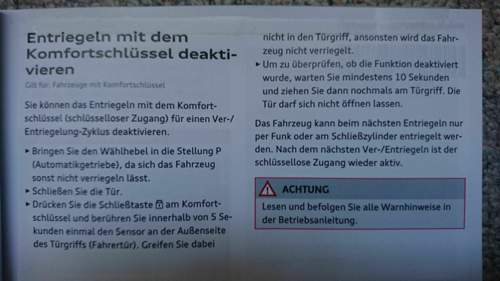 Entriegeln mit dem
Komfortschlüssel deakti-
vieren
Gilt für: Fahrzeuge mit Komfortschlüssel
Sie können das Entriegeln mit dem Komfort-
schlüssel (schlüsselloser Zugang) für einen Ver-/
Entriegelung-Zyklus deaktivieren.
▸ Bringen Sie den Wählhebel in die Stellung P
(Automatikgetriebe), da sich das Fahrzeug
sonst nicht verriegeln lässt.
▸ Schließen Sie die Tür.
▸ Drücken Sie die Schließtaste am Komfort-
schlüssel und berühren Sie innerhalb von 5 Se-
kunden einmal den Sensor an der Außenseite
des Türgriffs (Fahrertür). Greifen Sie dabei
nicht in den Türgriff, ansonsten wird das Fahr-
zeug nicht verriegelt.
▸ Um zu überprüfen, ob die Funktion deaktiviert
wurde, warten Sie mindestens 10 Sekunden
und ziehen Sie dann nochmals am Türgriff. Die
Tür darf sich nicht öffnen lassen.
Das Fahrzeug kann beim nächsten Entriegeln nur
per Funk oder am Schließzylinder entriegelt wer-
den. Nach dem nächsten Ver-/Entriegeln ist der
schlüssellose Zugang wieder aktiv.
ACHTUNG
Lesen und befolgen Sie alle Warnhinweise in
der Betriebsanleitung.